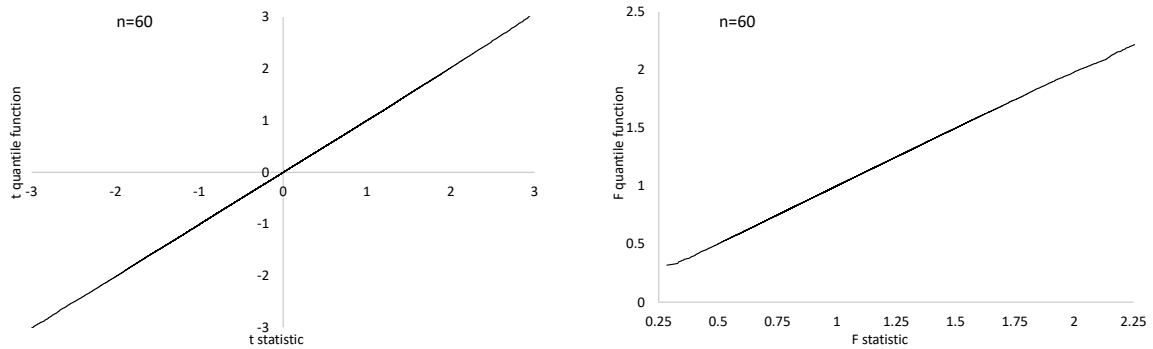 n=60
t quantile function
3
2
1
0
-1
-2
-3
-3 -2 -1 0 1 2 3
t statistic
n=60
F quantile function
2.5
2
1.5
1
0.5
0
0.25 0.5 0.75 1 1.25 1.5 1.75 2 2.25
F statistic